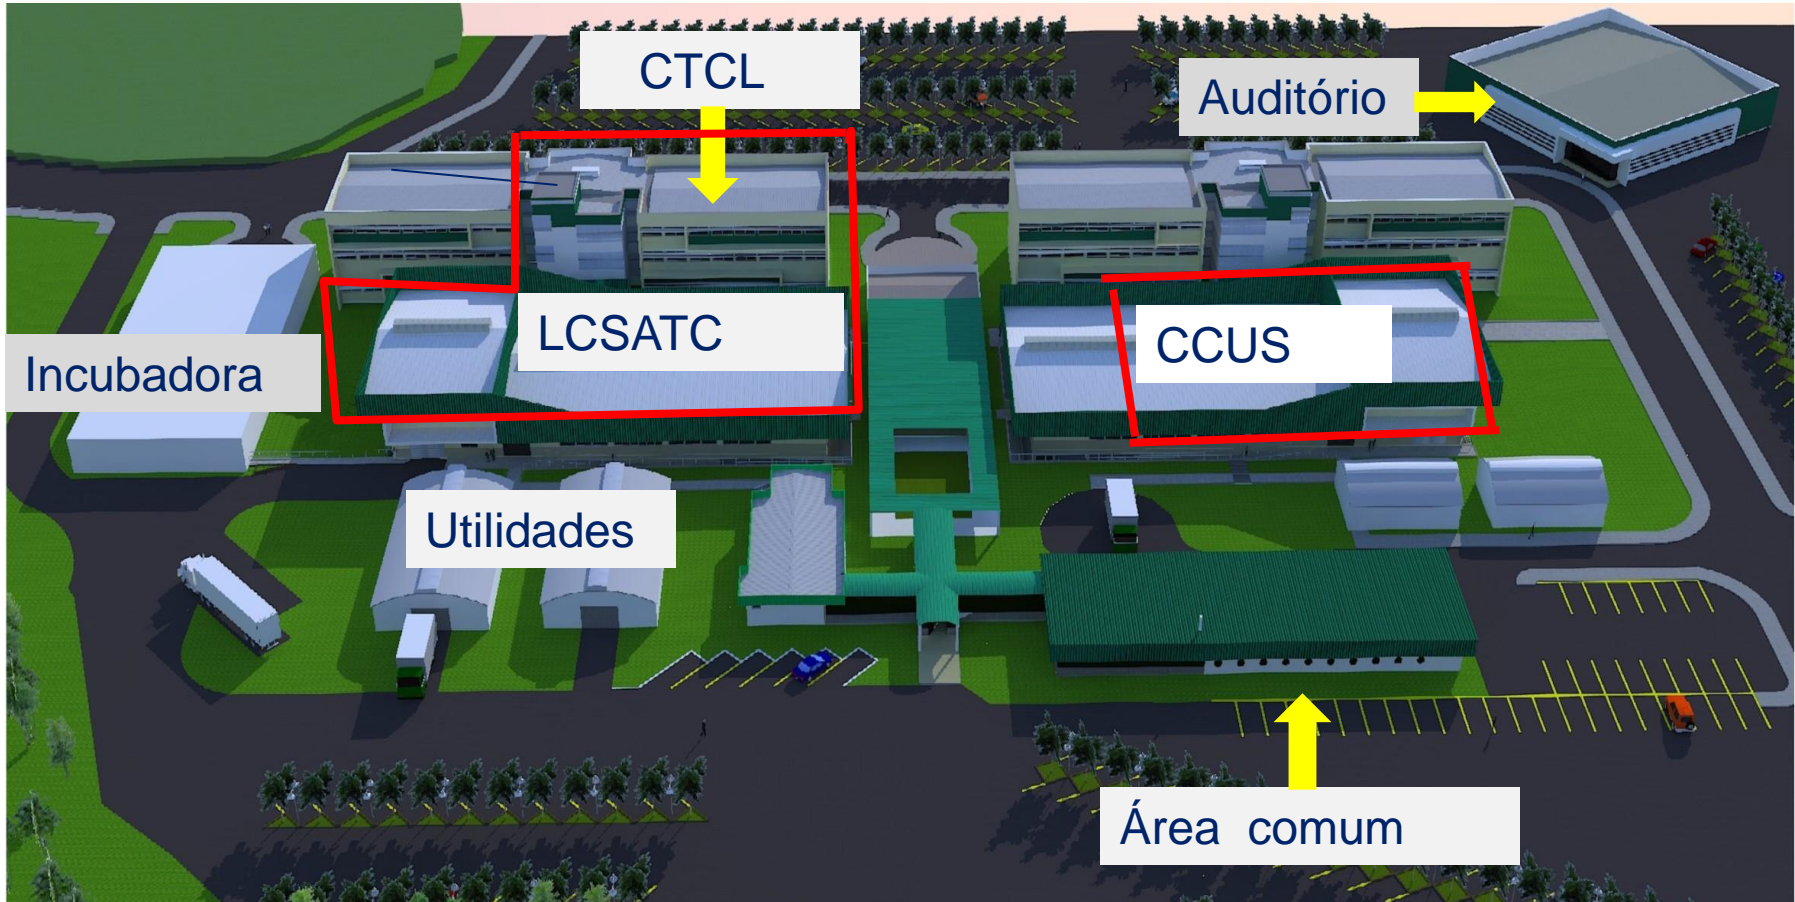 CTCL
Auditório
LCSATC
CCUS
Incubadora
Utilidades
Área comum